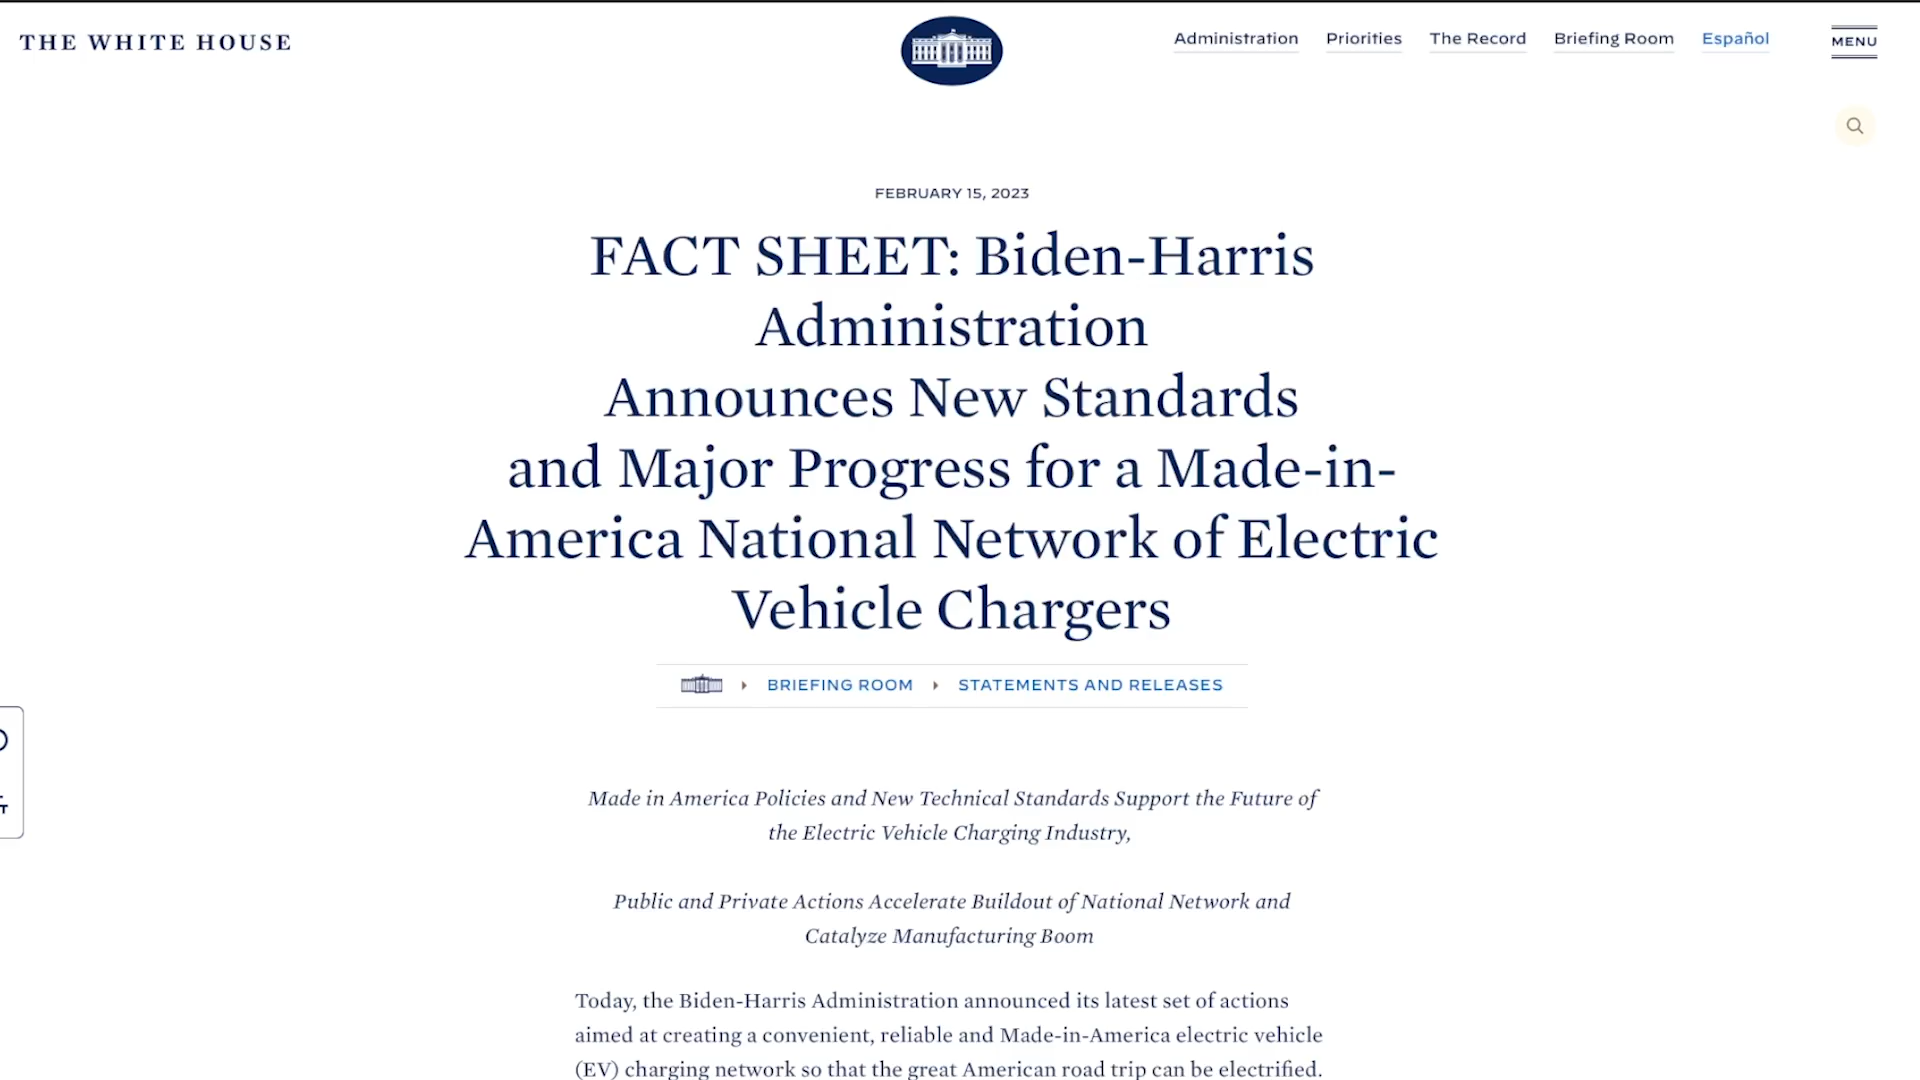 THE WHITE HOUSE
Administration
Priorities
The Record
Briefing Room
Español
MENU
FEBRUARY 15, 2023
FACT SHEET: Biden-Harris
Administration
Announces New Standards
and Major Progress for a Made-in-
America National Network of Electric
Vehicle Chargers
BRIEFING ROOM
STATEMENTS AND RELEASES
Made in America Policies and New Technical Standards Support the Future of
the Electric Vehicle Charging Industry,
Public and Private Actions Accelerate Buildout of National Network and
Catalyze Manufacturing Boom
Today, the Biden-Harris Administration announced its latest set of actions
aimed at creating a convenient, reliable and Made-in-America electric vehicle
(EV) charging network so that the great American road trip can be electrified.